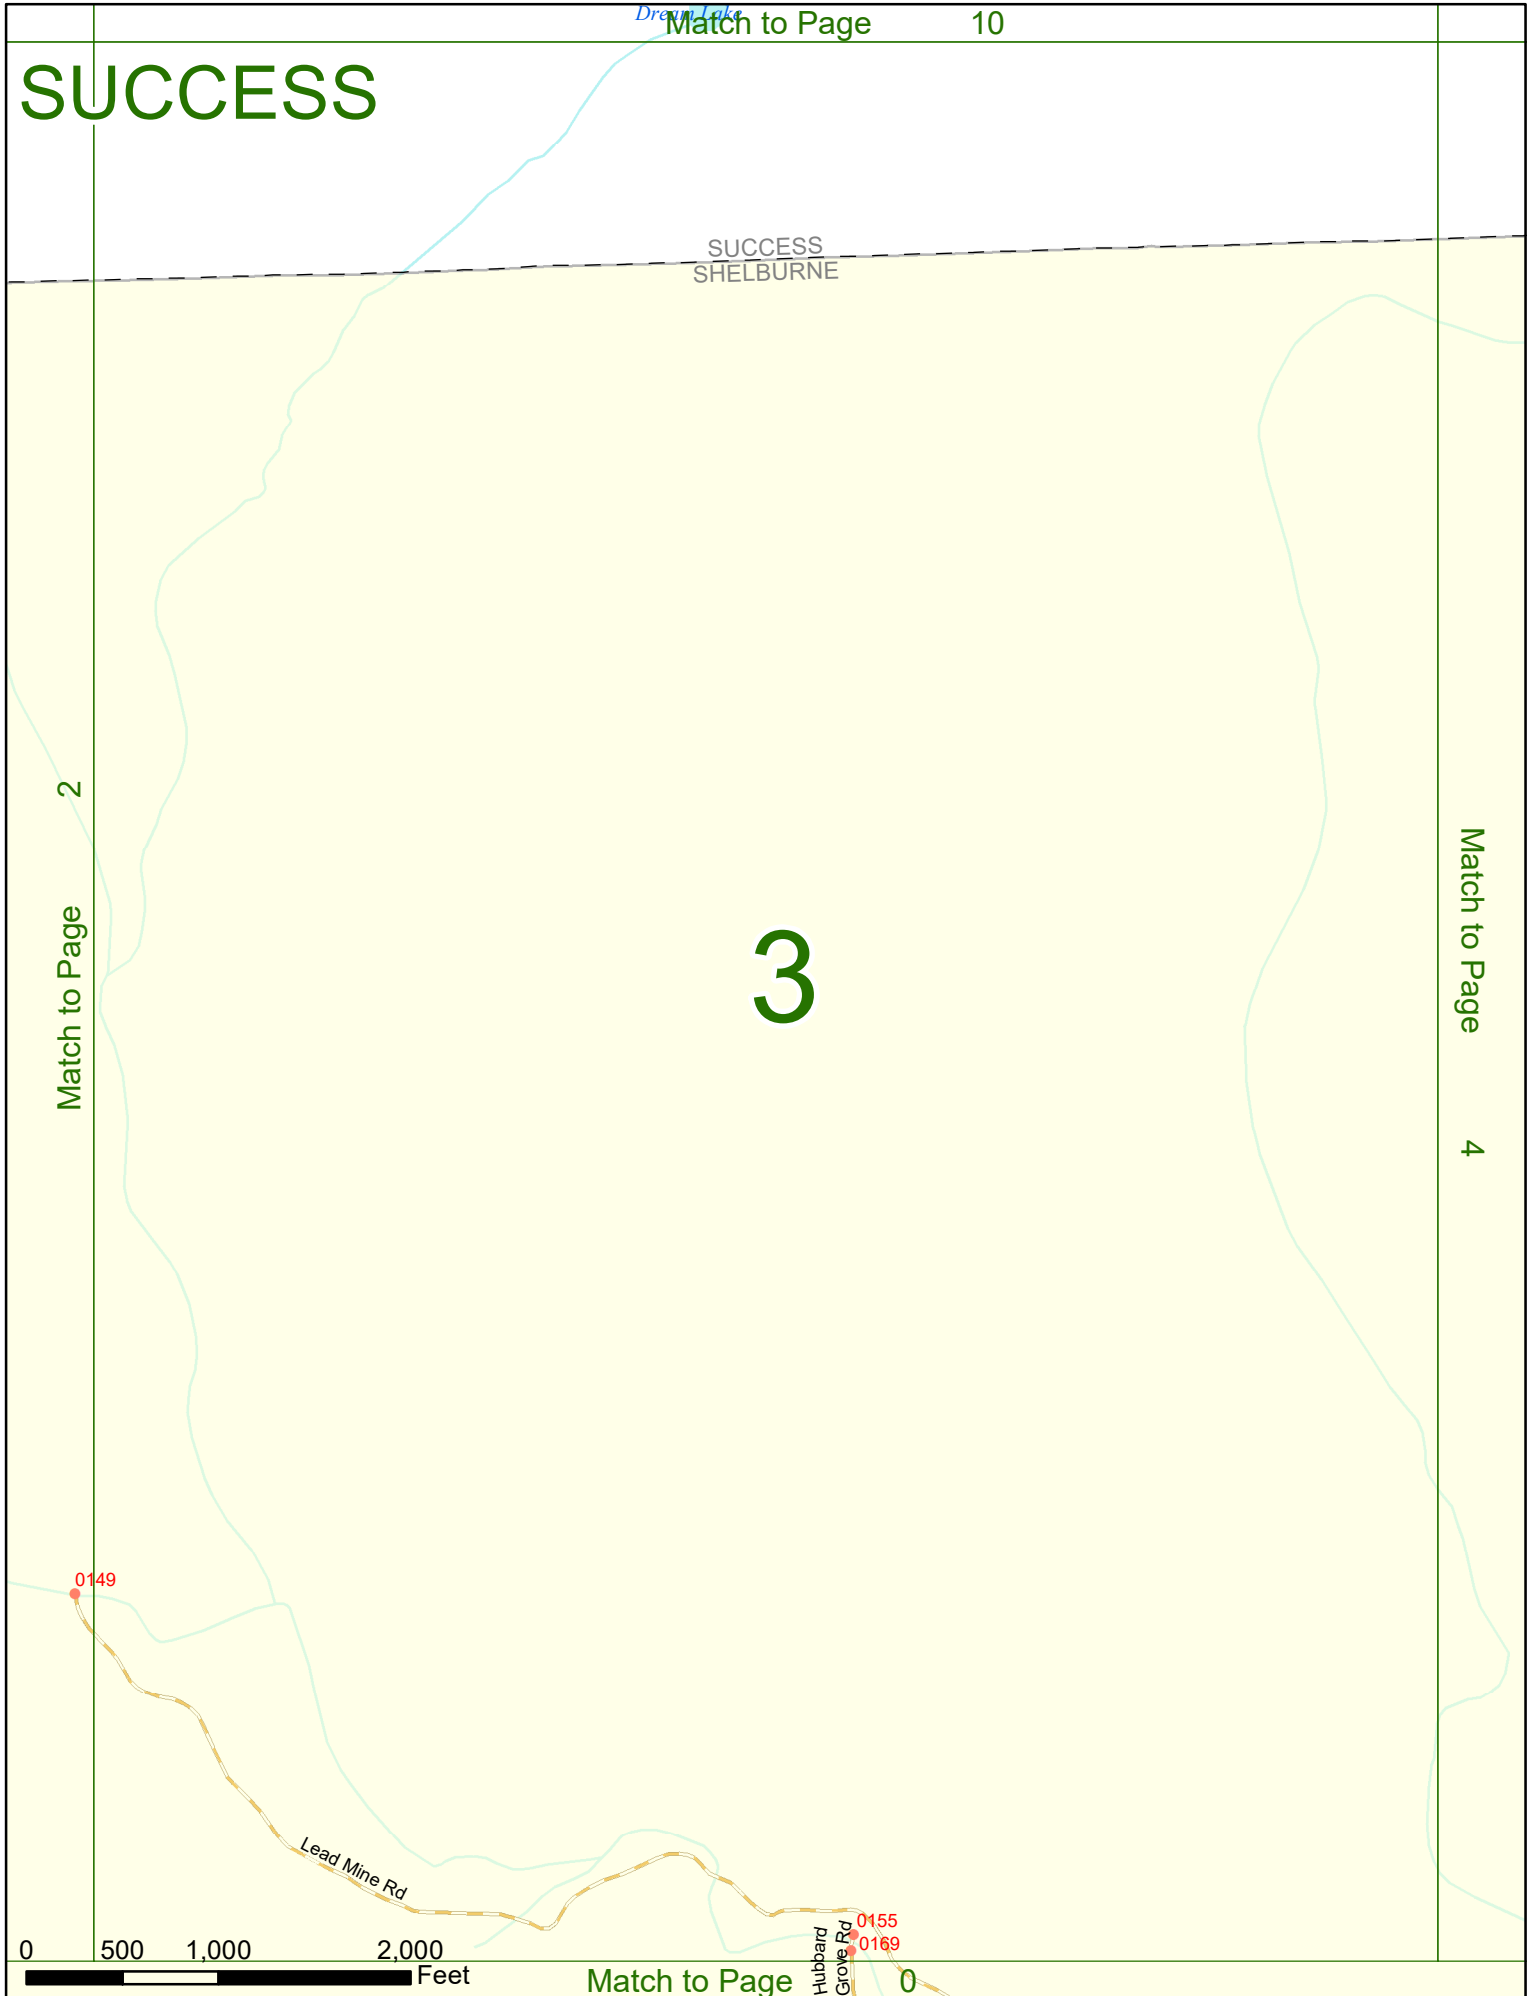 Dream Lake
Match to Page 10
SUCCESS
SUCCESS
SHELBURNE
Match to Page 2
3
Match to Page 4
0149
Lead Mine Rd
Hubbard
Grove Rd
0155
0169
0 500 1,000 2,000
Feet
Match to Page 0